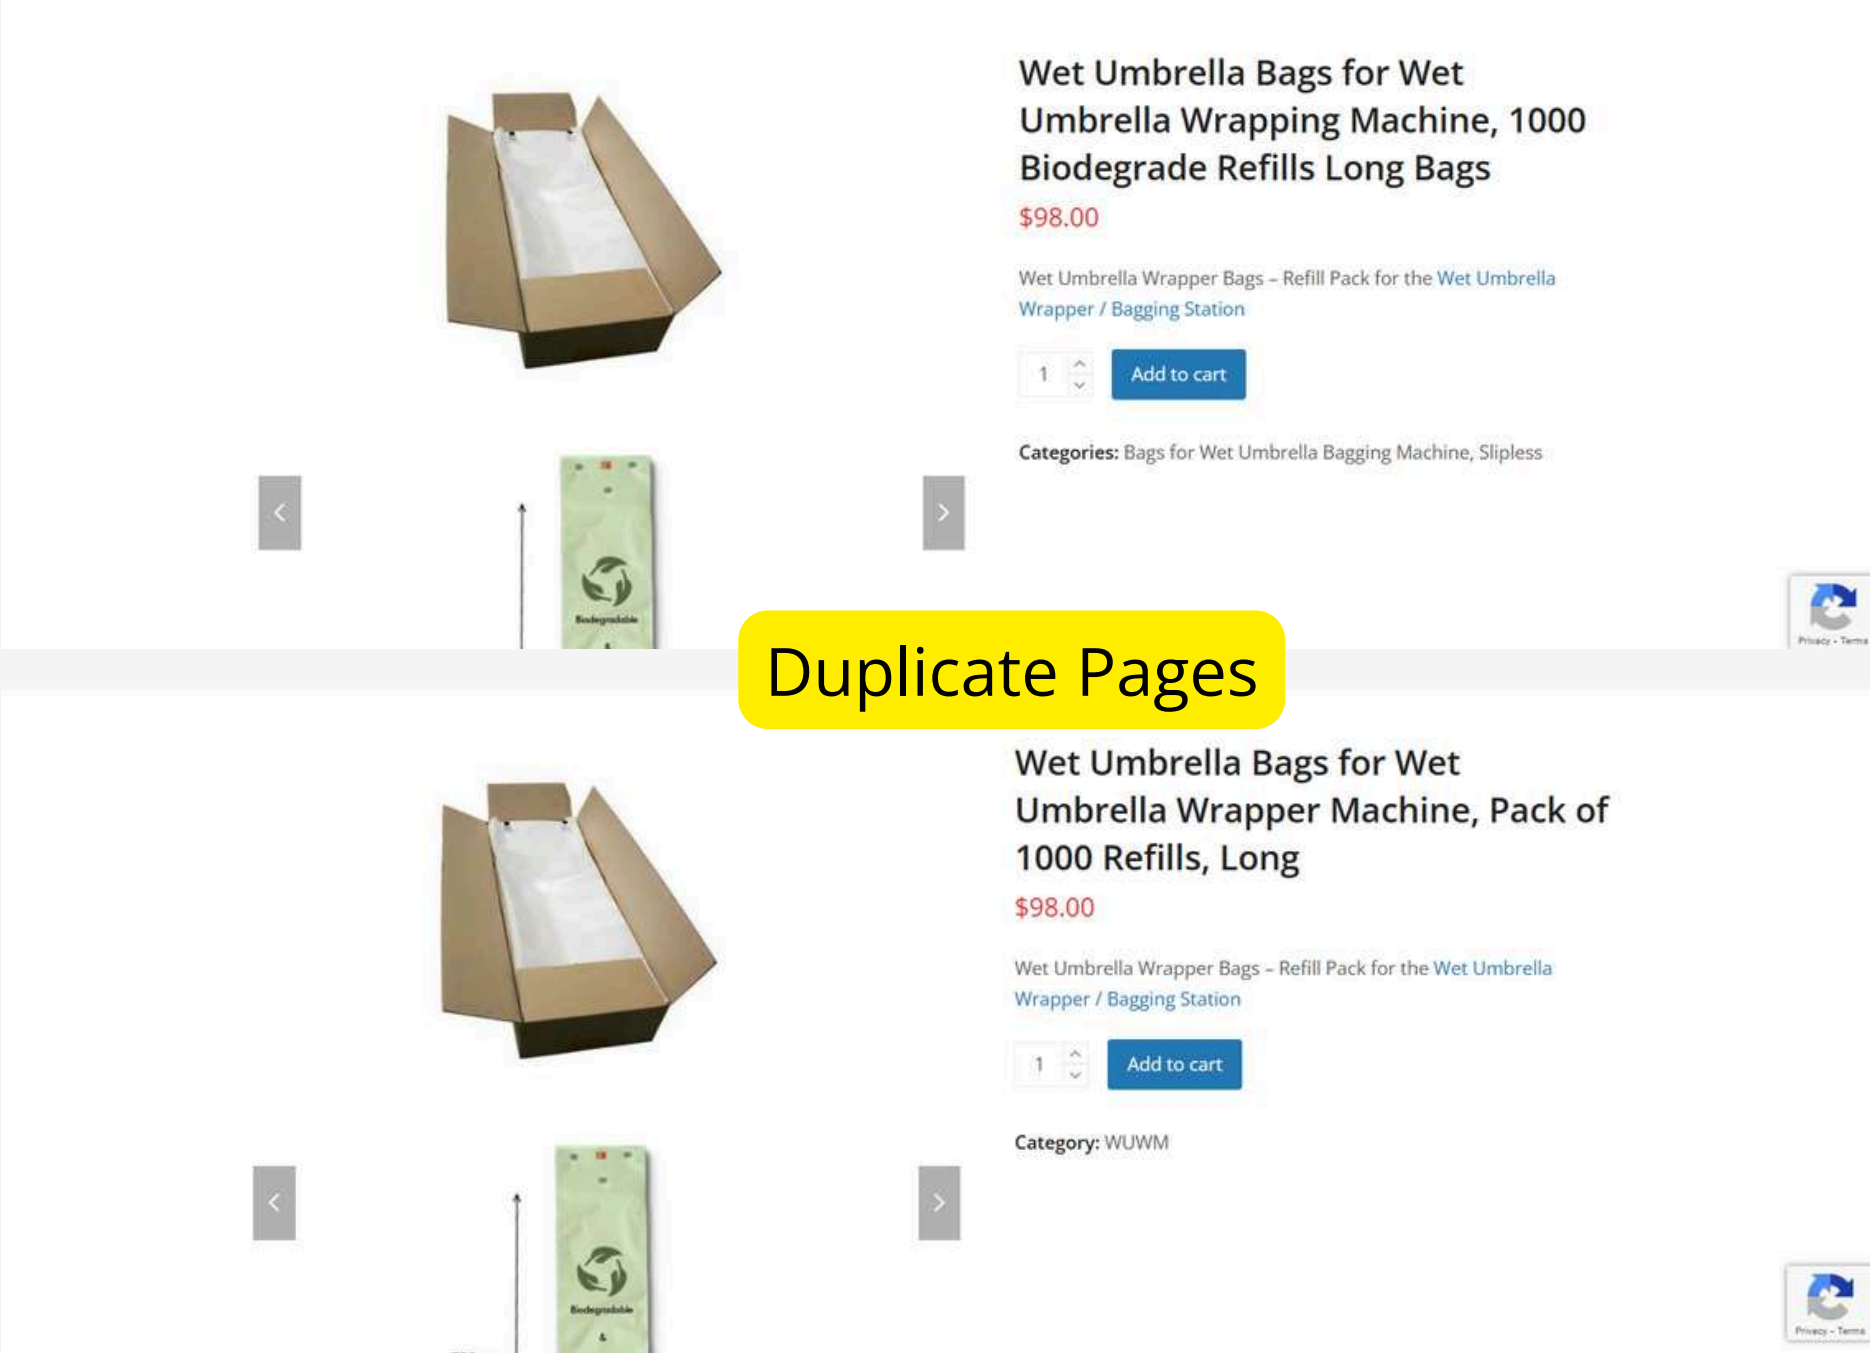 Wet Umbrella Bags for Wet
Umbrella Wrapping Machine, 1000
Biodegrade Refills Long Bags
$98.00
Wet Umbrella Wrapper Bags – Refill Pack for the Wet Umbrella
Wrapper / Bagging Station
1
Add to cart
Categories: Bags for Wet Umbrella Bagging Machine, Slipless
Biodegradable
&
Privacy - Terms
Duplicate Pages
Wet Umbrella Bags for Wet
Umbrella Wrapper Machine, Pack of
1000 Refills, Long
$98.00
Wet Umbrella Wrapper Bags – Refill Pack for the Wet Umbrella
Wrapper / Bagging Station
1
Add to cart
Category: WUWM
Biodegradable
&
Privacy - Terms